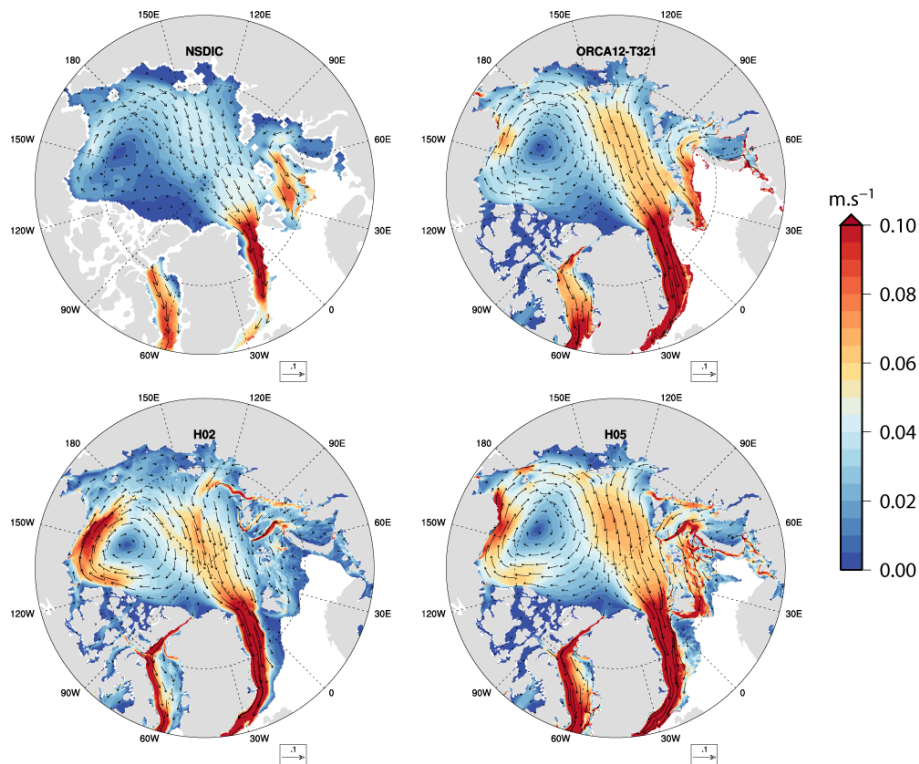 150E 120E
180 NSDIC 90E
150W 60E
120W 30E
90W 0
60W 30W
.1
150E 120E
180 ORCA12-T321 90E
150W 60E
120W 30E
90W 0
60W 30W
.1
m.s⁻¹
0.10
0.08
0.06
0.04
0.02
0.00
150E 120E
180 H02 90E
150W 60E
120W 30E
90W 0
60W 30W
.1
150E 120E
180 H05 90E
150W 60E
120W 30E
90W 0
60W 30W
.1